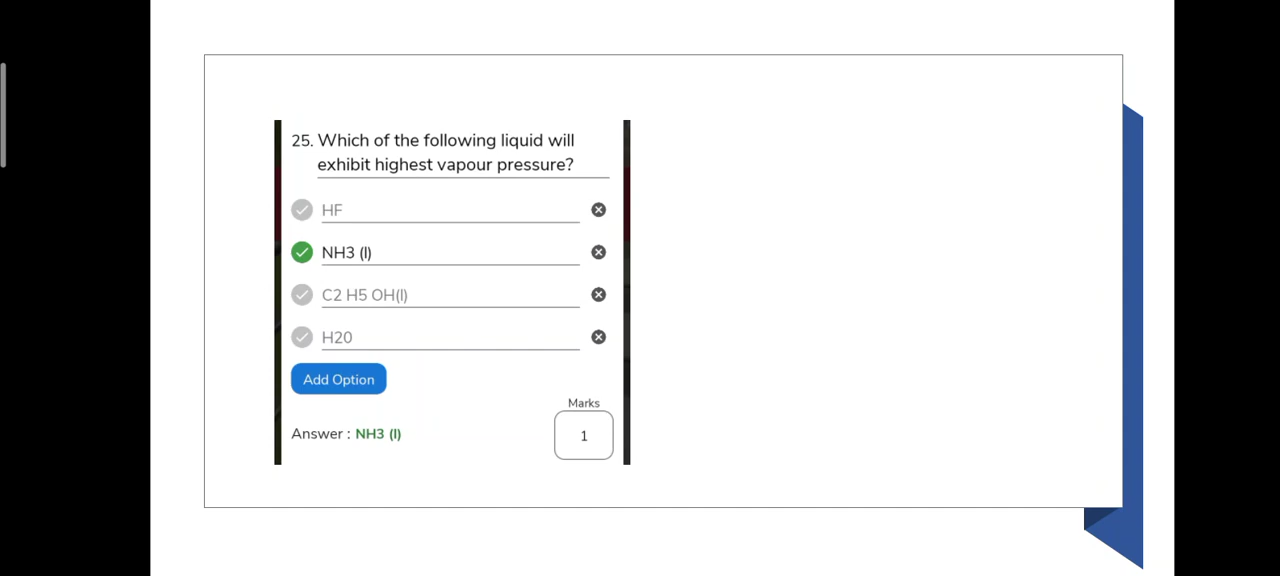 25. Which of the following liquid will
exhibit highest vapour pressure?
HF
NH3 (l)
C2 H5 OH(l)
H20
Add Option
Marks
Answer : NH3 (l)
1